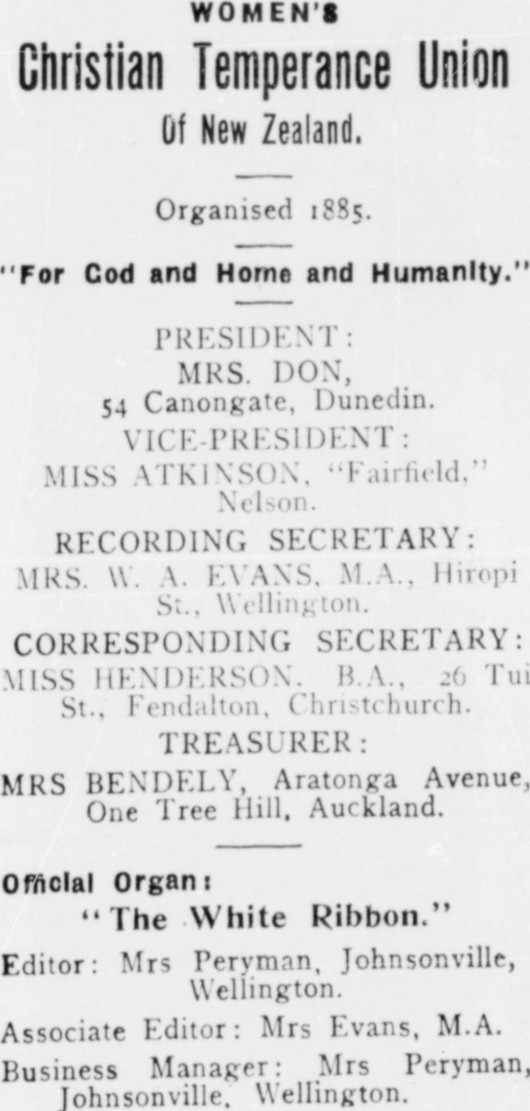 WOMEN'S
Christian Temperance Union
Of New Zealand.
Organised 1885.
"For God and Home and Humanity."
PRESIDENT:
MRS. DON,
54 Canongate, Dunedin.
VICE-PRESIDENT:
MISS ATKINSON, "Fairfield,"
Nelson.
RECORDING SECRETARY:
MRS. W. A. EVANS, M.A., Hiropi
St., Wellington.
CORRESPONDING SECRETARY:
MISS HENDERSON. B.A., 26 Tui
St., Fendalton, Christchurch.
TREASURER:
MRS BENDELY, Aratonga Avenue,
One Tree Hill, Auckland.
Official Organ:
"The White Ribbon."
Editor: Mrs Peryman, Johnsonville,
Wellington.
Associate Editor: Mrs Evans, M.A.
Business Manager: Mrs Peryman,
Johnsonville, Wellington.